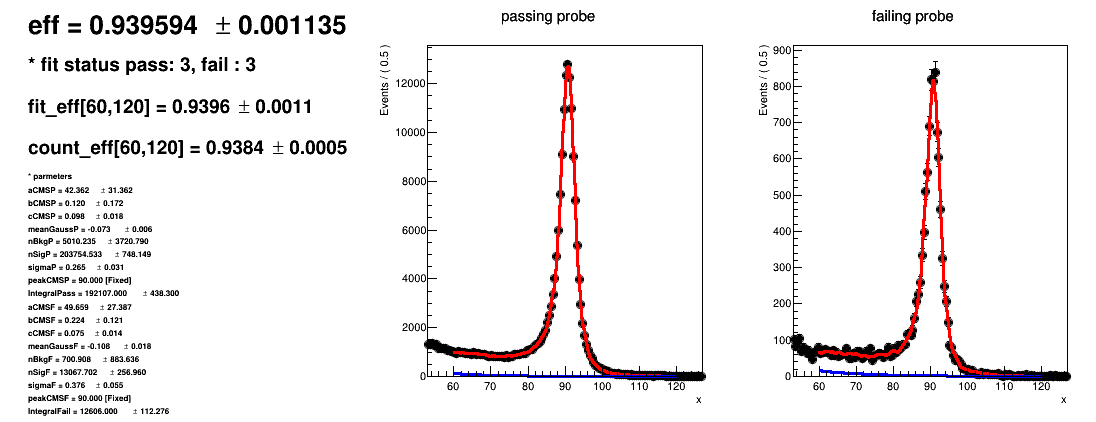 eff = 0.939594 ± 0.001135
* fit status pass: 3, fail : 3
fit_eff[60,120] = 0.9396 ± 0.0011
count_eff[60,120] = 0.9384 ± 0.0005
* parmeters
aCMSP = 42.362 ± 31.362
bCMSP = 0.120 ± 0.172
cCMSP = 0.098 ± 0.018
meanGaussP = -0.073 ± 0.006
nBkgP = 5010.235 ± 3720.790
nSigP = 203754.533 ± 748.149
sigmaP = 0.265 ± 0.031
peakCMSP = 90.000 [Fixed]
IntegralPass = 192107.000 ± 438.300
aCMSF = 49.659 ± 27.387
bCMSF = 0.224 ± 0.121
cCMSF = 0.075 ± 0.014
meanGaussF = -0.108 ± 0.018
nBkgF = 700.908 ± 883.636
nSigF = 13067.702 ± 256.960
sigmaF = 0.376 ± 0.055
peakCMSF = 90.000 [Fixed]
IntegralFail = 12606.000 ± 112.276
passing probe
Events / ( 0.5 )
12000
10000
8000
6000
4000
2000
0
60 70 80 90 100 110 120
x
failing probe
Events / ( 0.5 )
900
800
700
600
500
400
300
200
100
0
60 70 80 90 100 110 120
x